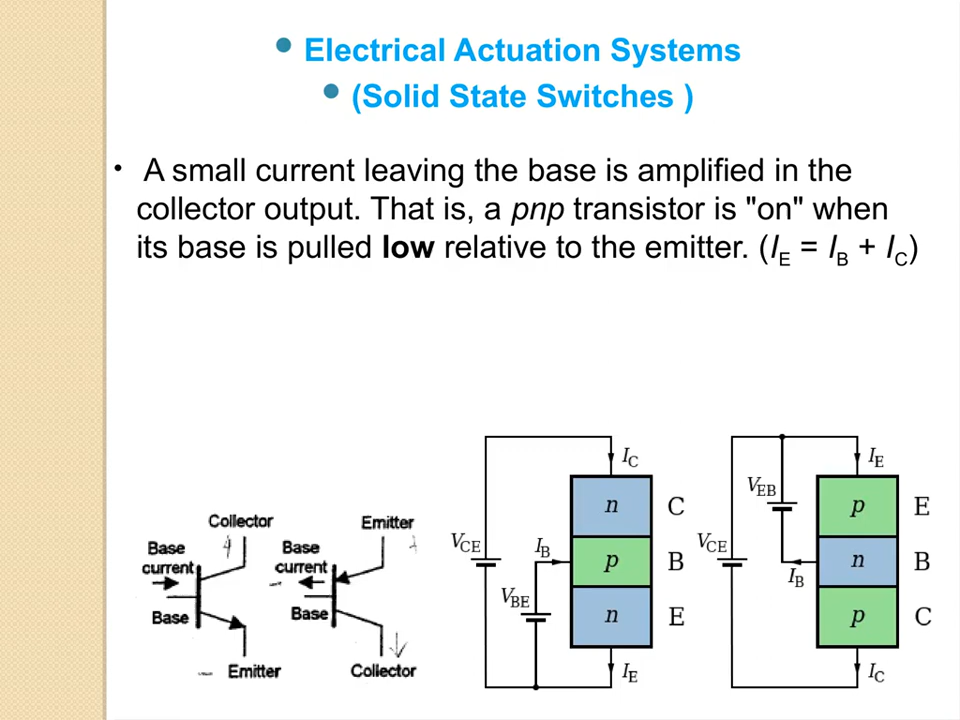 Electrical Actuation Systems
(Solid State Switches )
A small current leaving the base is amplified in the
collector output. That is, a pnp transistor is "on" when
its base is pulled low relative to the emitter. (IE = IB + IC)
Collector
Base
current
Base
Emitter
Emitter
Base
current
Base
Collector
VCE
VBE
IB
IC
n
C
p
B
n
E
IE
VCE
VEB
IB
IE
p
E
n
B
p
C
IC